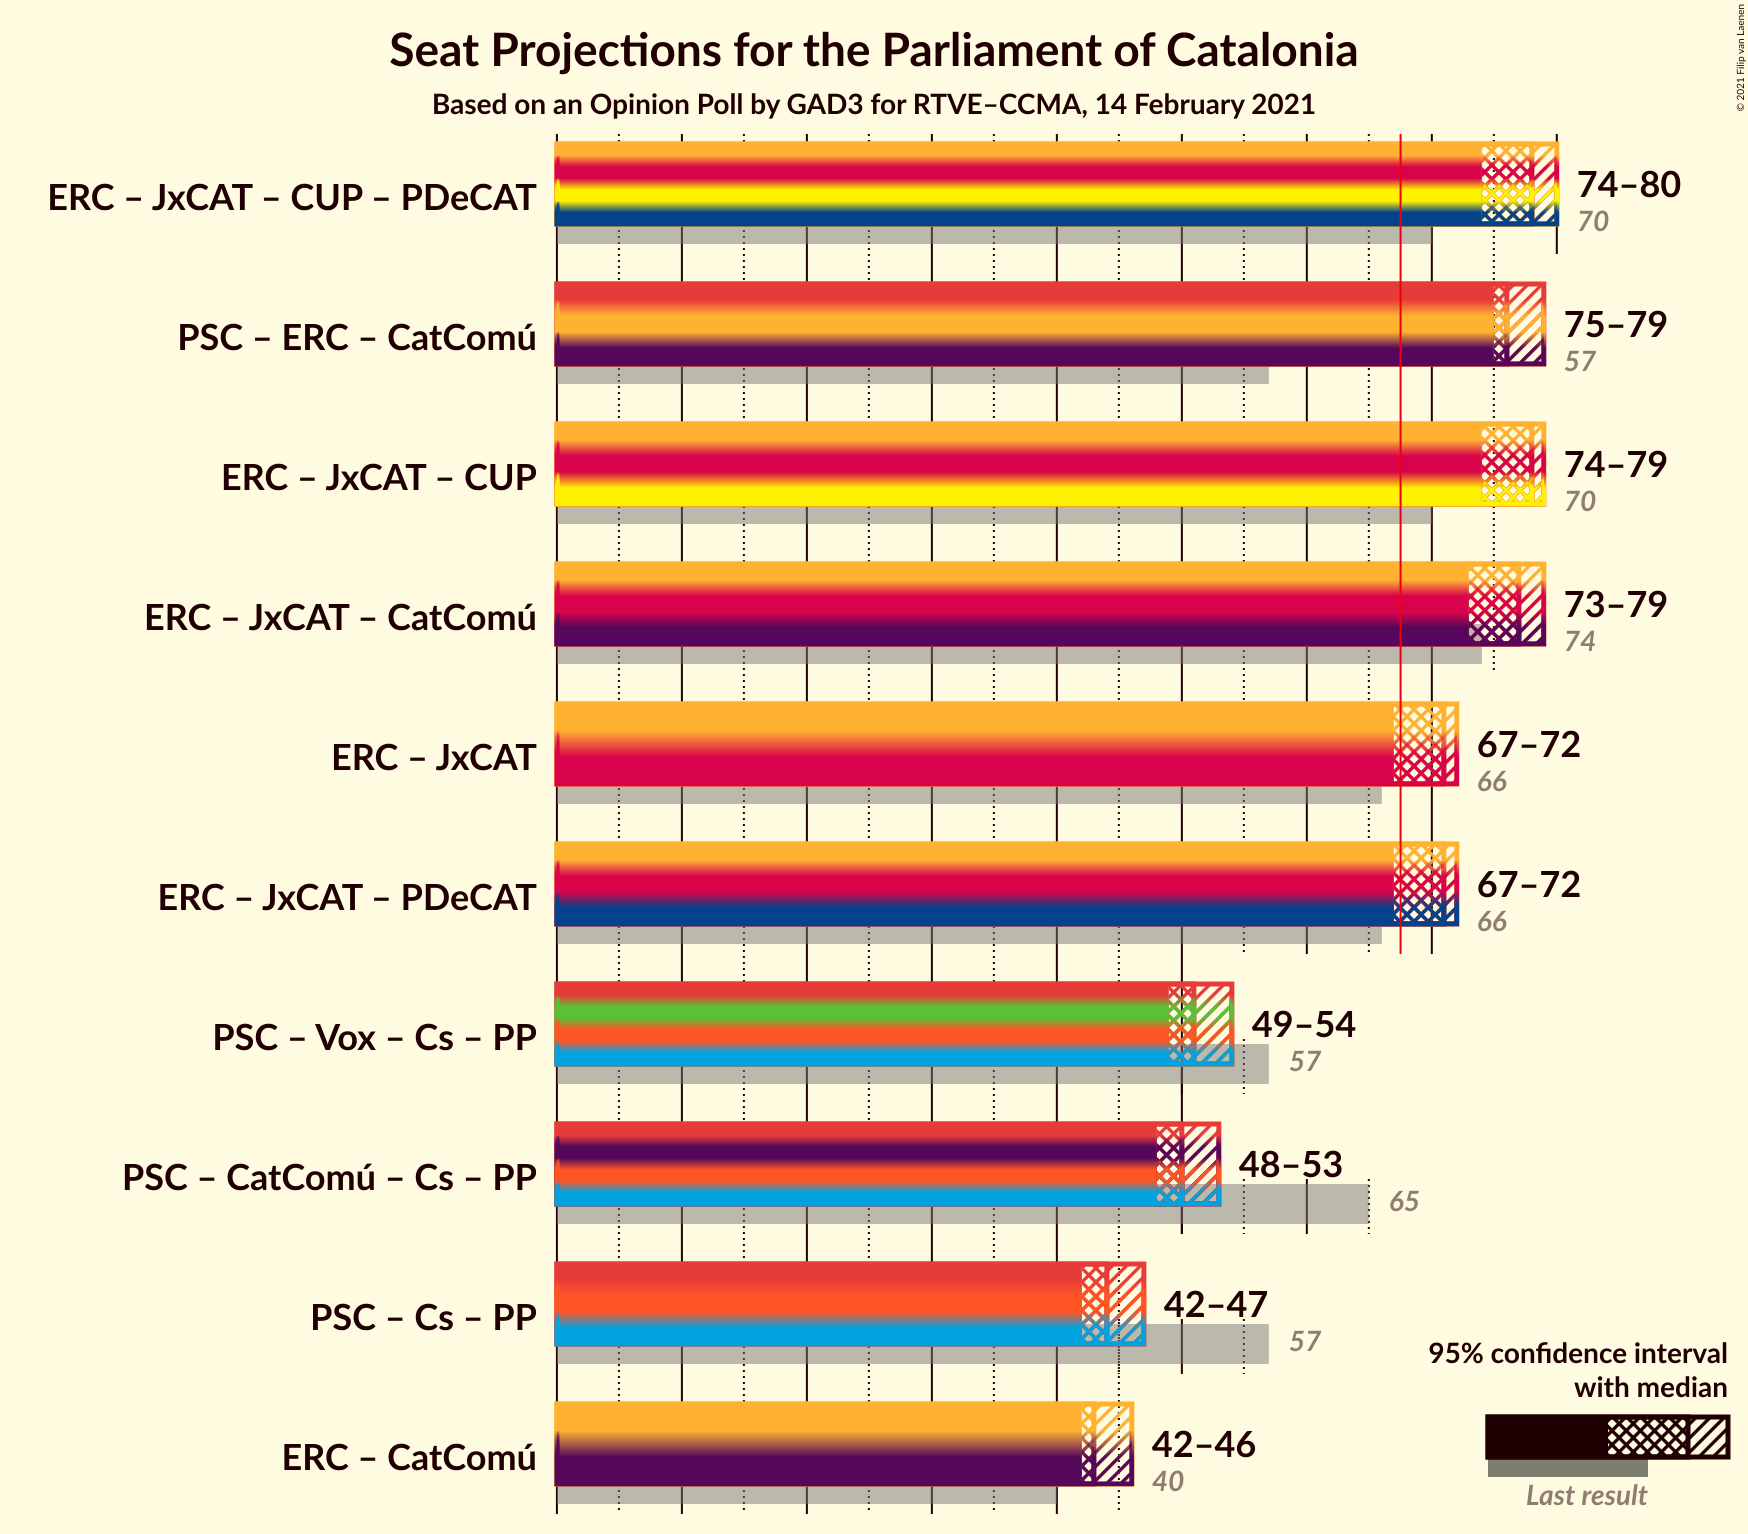 Seat Projections for the Parliament of Catalonia
Based on an Opinion Poll by GAD3 for RTVE–CCMA, 14 February 2021
© 2021 Filip van Laenen
ERC – JxCAT – CUP – PDeCAT
74–80
70
PSC – ERC – CatComú
75–79
57
ERC – JxCAT – CUP
74–79
70
ERC – JxCAT – CatComú
73–79
74
ERC – JxCAT
67–72
66
ERC – JxCAT – PDeCAT
67–72
66
PSC – Vox – Cs – PP
49–54
57
PSC – CatComú – Cs – PP
48–53
65
PSC – Cs – PP
42–47
57
ERC – CatComú
42–46
40
95% confidence interval
with median
Last result